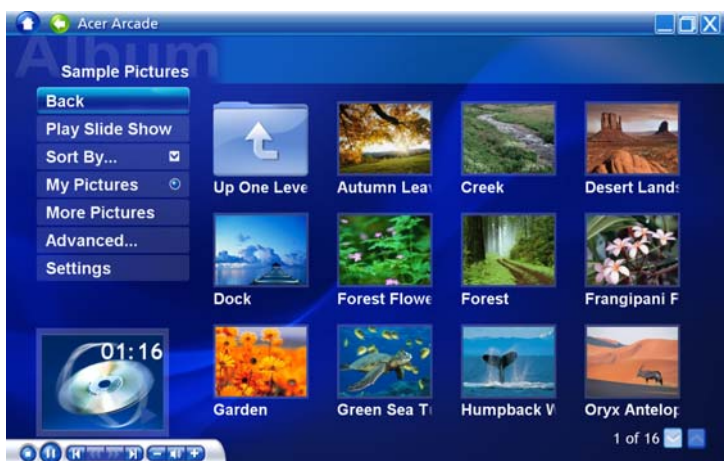 Acer Arcade
Album
Sample Pictures
Back
Play Slide Show
Sort By...
My Pictures
More Pictures
Advanced...
Settings
Up One Leve
Autumn Leav
Creek
Desert Lands
Dock
Forest Flowe
Forest
Frangipani F
Garden
Green Sea T
Humpback W
Oryx Antelop
01:16
1 of 16